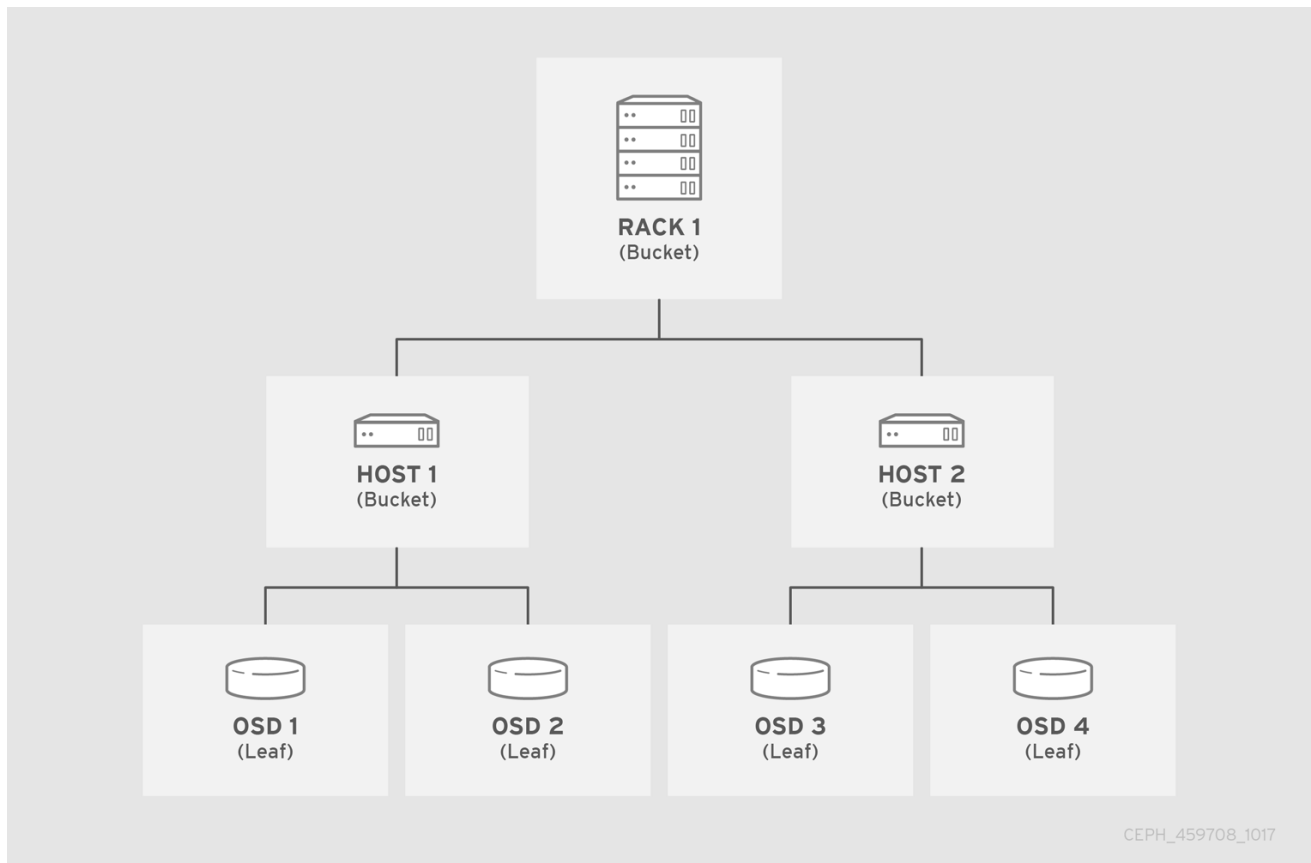 RACK 1
(Bucket)
HOST 1
(Bucket)
HOST 2
(Bucket)
OSD 1
(Leaf)
OSD 2
(Leaf)
OSD 3
(Leaf)
OSD 4
(Leaf)
CEPH_459708_1017